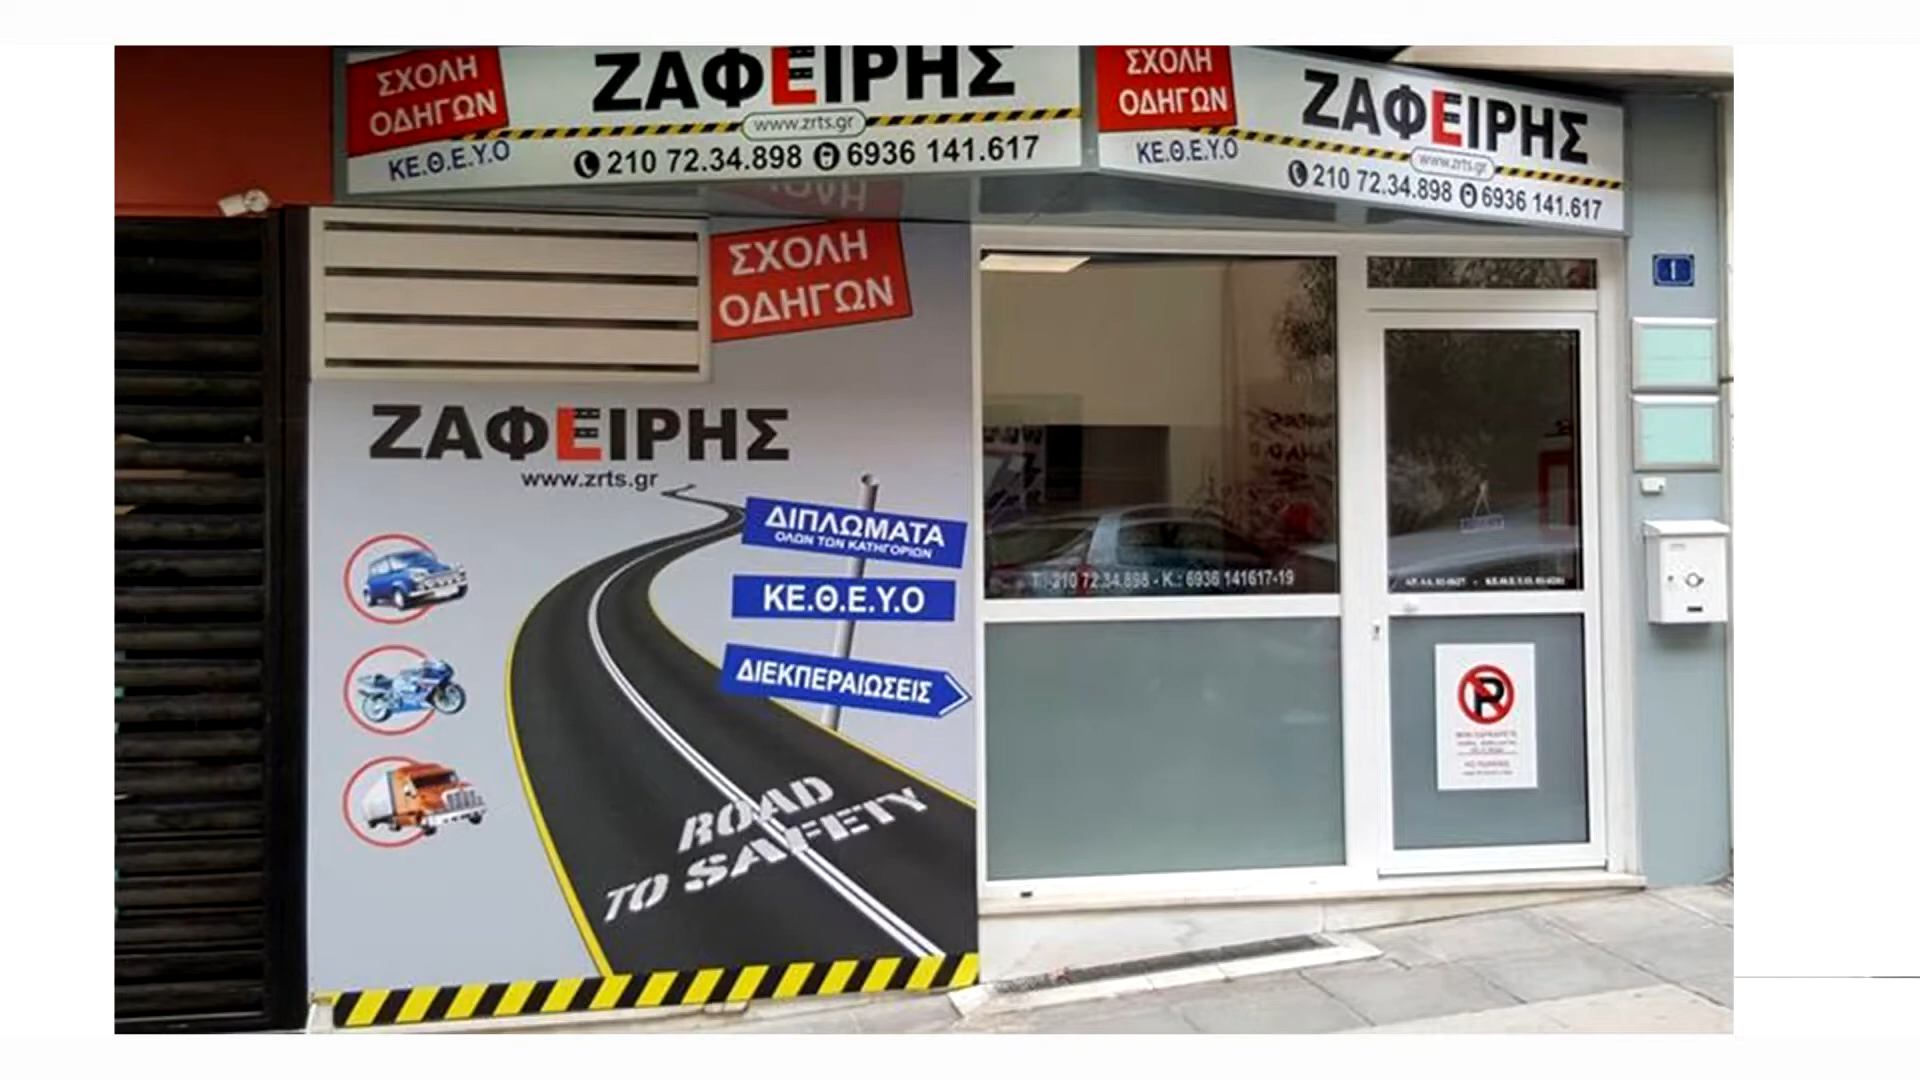 ΣΧΟΛΗ
ΟΔΗΓΩΝ
ΚΕ.Θ.Ε.Υ.Ο
ΖΑΦΕΙΡΗΣ
www.zrts.gr
210 72.34.898 6936 141.617
ΣΧΟΛΗ
ΟΔΗΓΩΝ
ΚΕ.Θ.Ε.Υ.Ο
ΖΑΦΕΙΡΗΣ
www.zrts.gr
210 72.34.898 6936 141.617
ΣΧΟΛΗ
ΟΔΗΓΩΝ
1
ΖΑΦΕΙΡΗΣ
www.zrts.gr
ΔΙΠΛΩΜΑΤΑ
ΟΛΩΝ ΤΩΝ ΚΑΤΗΓΟΡΙΩΝ
ΚΕ.Θ.Ε.Υ.Ο
ΔΙΕΚΠΕΡΑΙΩΣΕΙΣ
ROAD
TO SAFETY
Τ.: 210 72.34.898 - Κ.: 6936 141617-19
P